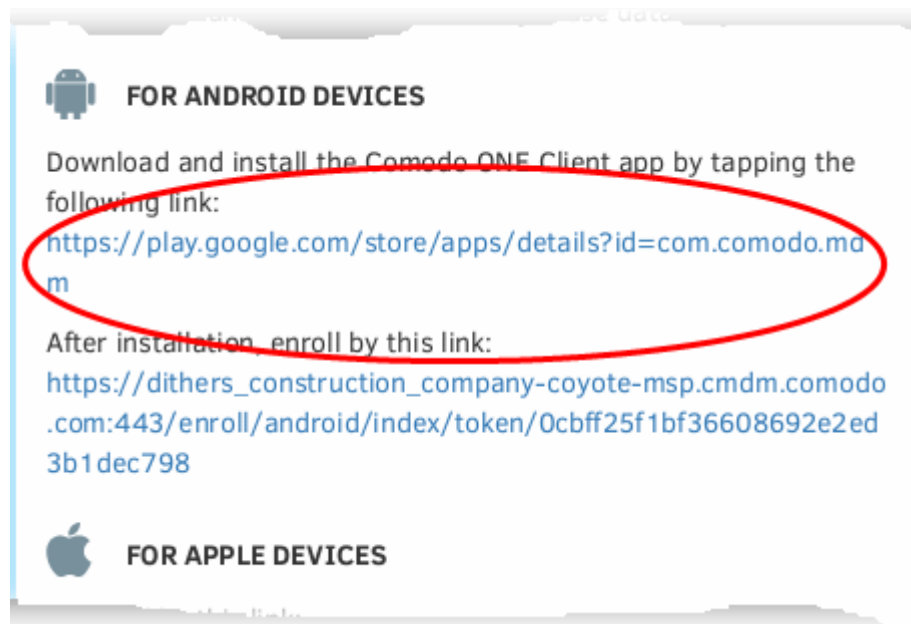 FOR ANDROID DEVICES
Download and install the Comodo ONE Client app by tapping the
following link:
https://play.google.com/store/apps/details?id=com.comodo.md
m
After installation, enroll by this link:
https://dithers_construction_company-coyote-msp.cmdm.comodo
.com:443/enroll/android/index/token/0cbff25f1bf36608692e2ed
3b1dec798
FOR APPLE DEVICES